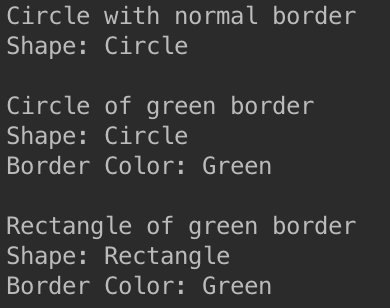 Circle with normal border
Shape: Circle

Circle of green border
Shape: Circle
Border Color: Green

Rectangle of green border
Shape: Rectangle
Border Color: Green